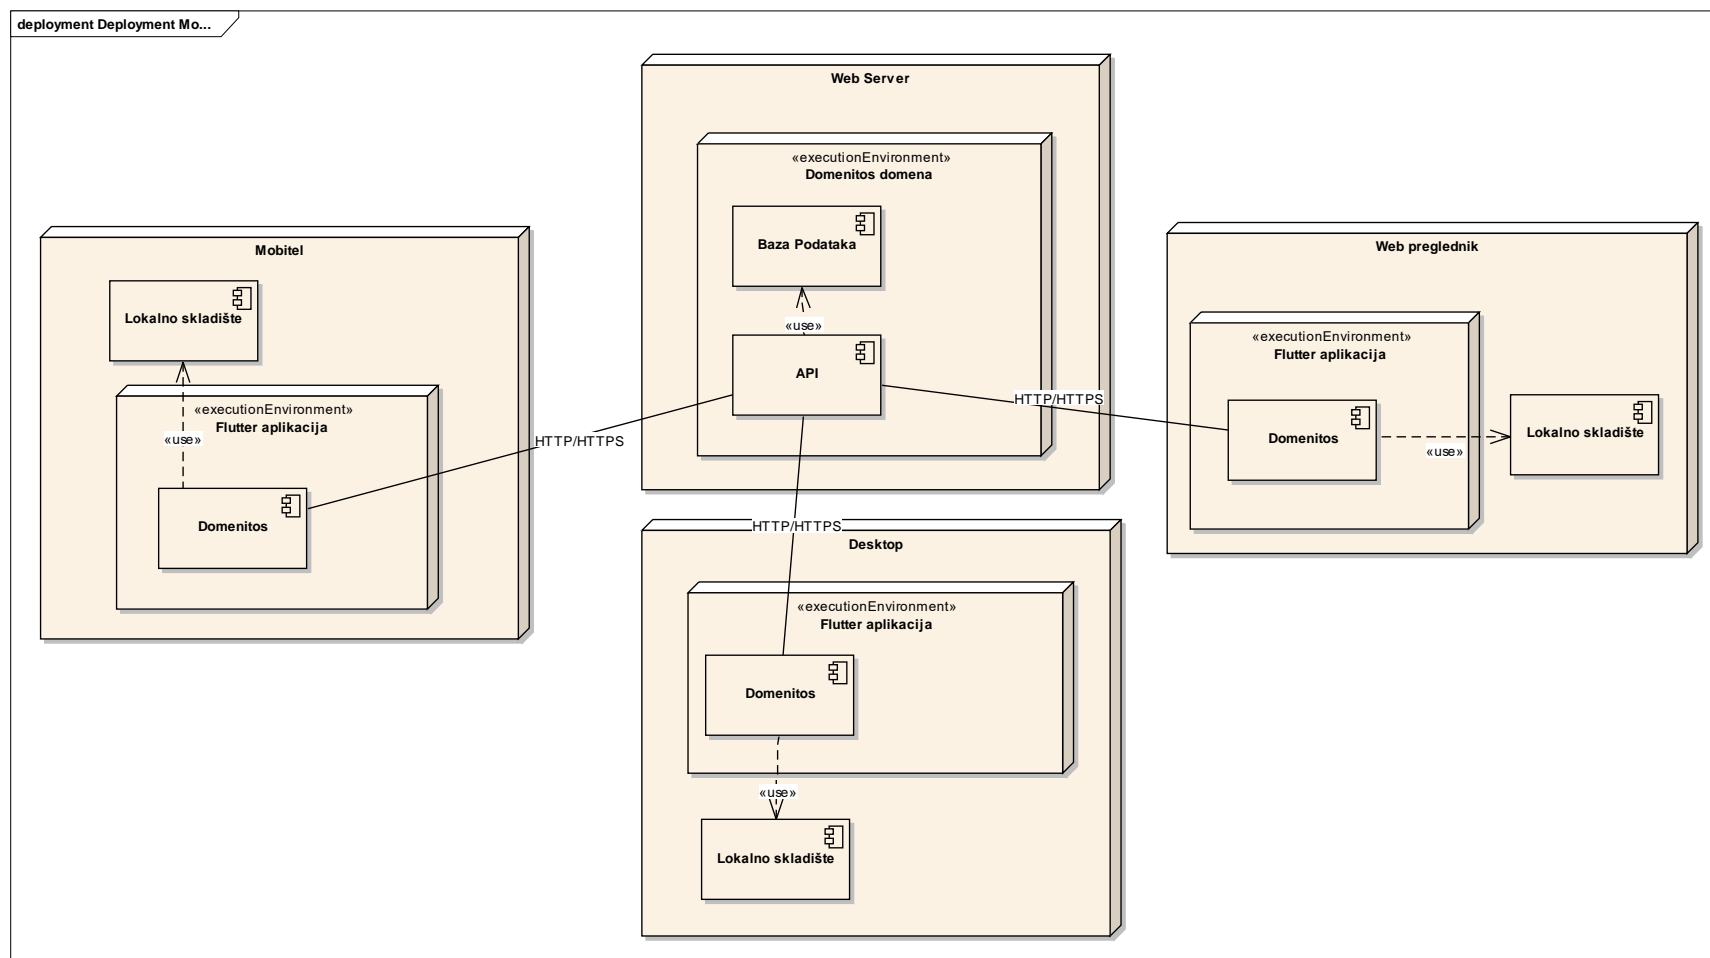 deployment Deployment Mo...
Web Server
«executionEnvironment»
Domenitos domena
Baza Podataka
«use»
API
Mobitel
Lokalno skladište
«executionEnvironment»
Flutter aplikacija
«use»
Domenitos
HTTP/HTTPS
HTTP/HTTPS
HTTP/HTTPS
Web preglednik
«executionEnvironment»
Flutter aplikacija
Domenitos
«use»
Lokalno skladište
Desktop
«executionEnvironment»
Flutter aplikacija
Domenitos
«use»
Lokalno skladište